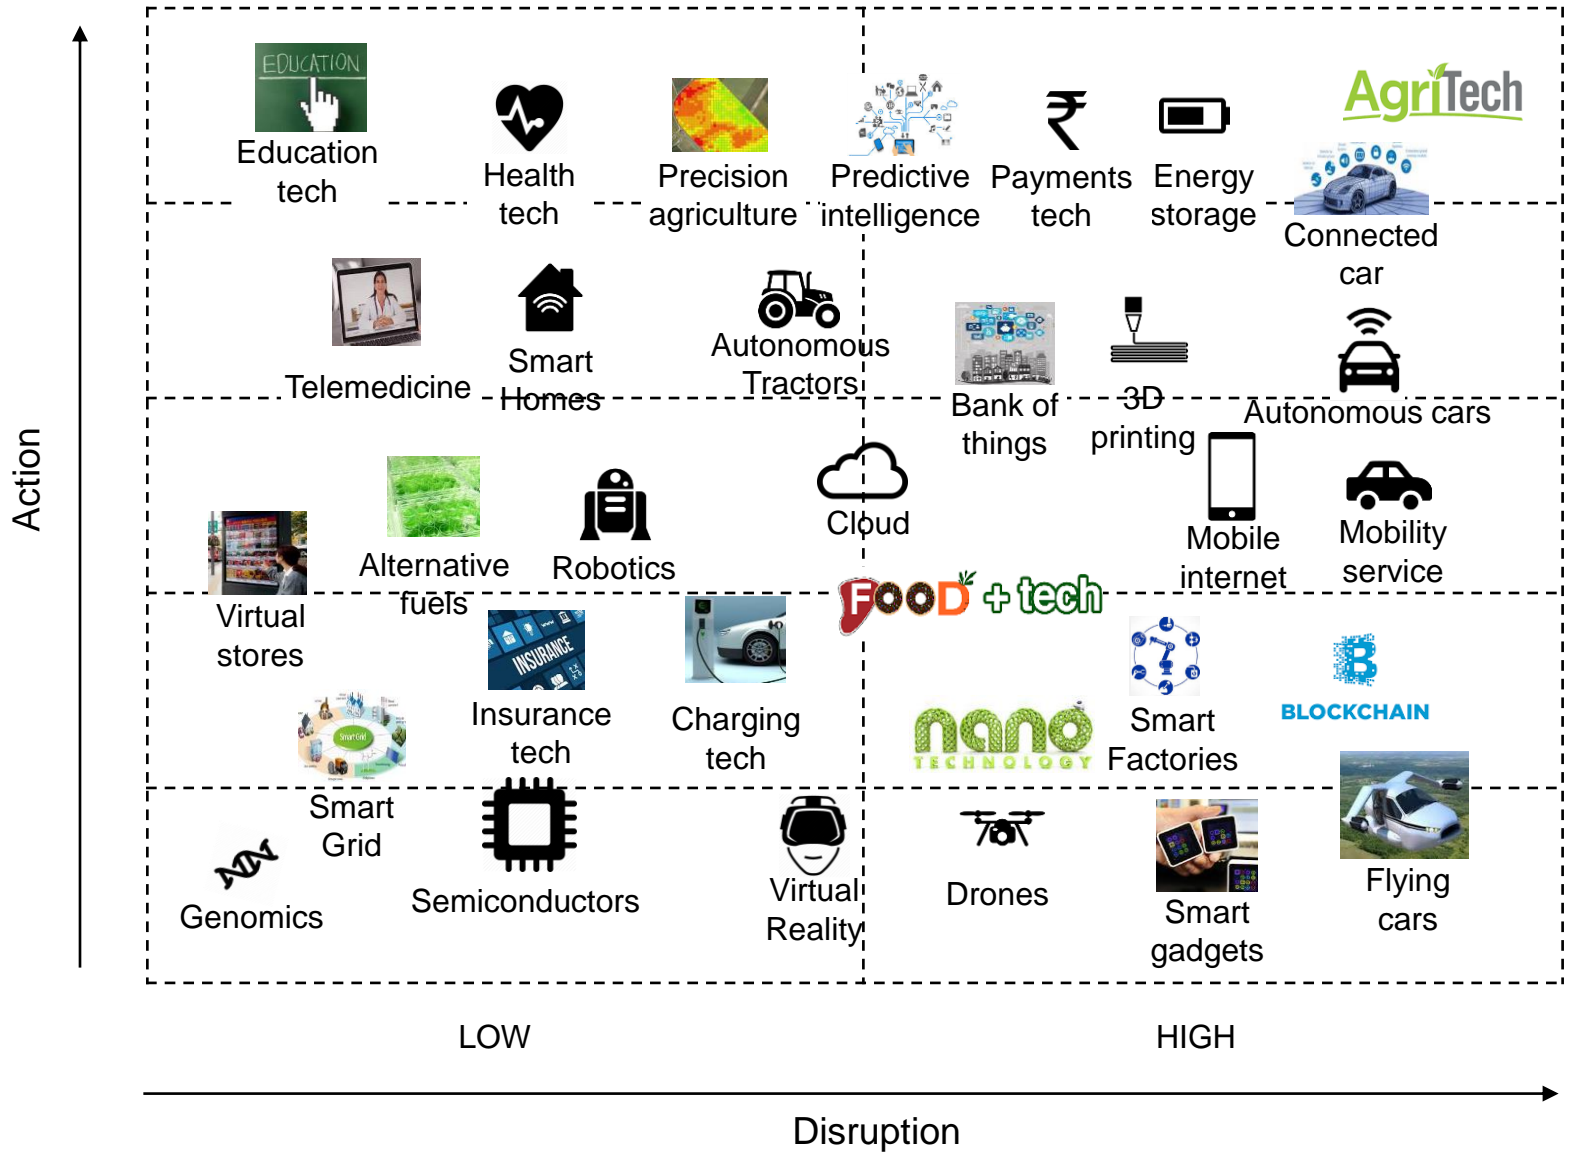 EDUCATION
Education
tech
Health
tech
Precision
agriculture
Predictive
intelligence
₹
Payments
tech
Energy
storage
AgriTech
Connected
car
Telemedicine
Smart
Homes
Autonomous
Tractors
Bank of
things
3D
printing
Autonomous cars
Action
Virtual
stores
Alternative
fuels
Robotics
Cloud
Mobile
internet
Mobility
service
FOOD + tech
Smart Grid
Smart
Grid
INSURANCE
Insurance
tech
Charging
tech
nano
TECHNOLOGY
Smart
Factories
B
BLOCKCHAIN
Genomics
Semiconductors
Virtual
Reality
Drones
Smart
gadgets
Flying
cars
LOW
HIGH
Disruption